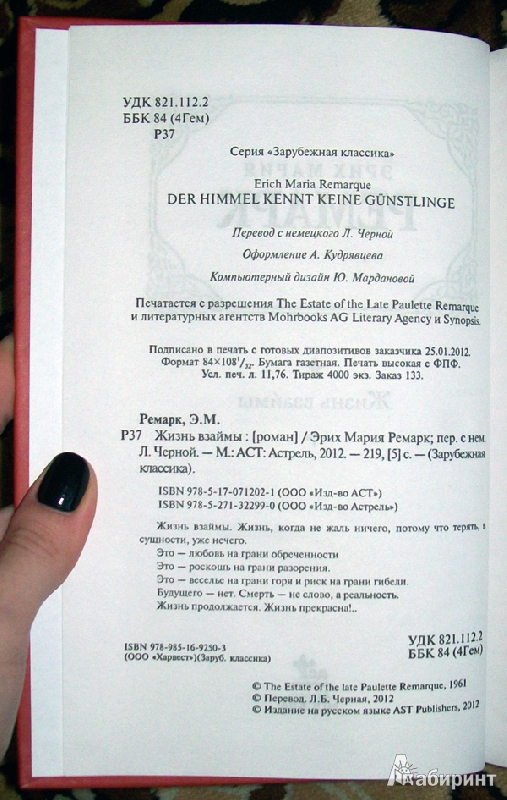 УДК 821.112.2
ББК 84 (4Гем)
Р37
Серия «Зарубежная классика»
Erich Maria Remarque
DER HIMMEL KENNT KEINE GÜNSTLINGE
Перевод с немецкого Л. Черной
Оформление А. Кудрявцева
Компьютерный дизайн Ю. Мардановой
Печатается с разрешения The Estate of the Late Paulette Remarque
и литературных агентств Mohrbooks AG Literary Agency и Synopsis.
Подписано в печать с готовых диапозитивов заказчика 25.01.2012.
Формат 84×108¹/₃₂. Бумага газетная. Печать высокая с ФПФ.
Усл. печ. л. 11,76. Тираж 4000 экз. Заказ 133.
Ремарк, Э.М.
Р37 Жизнь взаймы : [роман] / Эрих Мария Ремарк; пер. с нем.
Л. Черной. — М.: АСТ: Астрель, 2012. — 219, [5] с. — (Зарубежная
классика).
ISBN 978-5-17-071202-1 (ООО «Изд-во АСТ»)
ISBN 978-5-271-32299-0 (ООО «Изд-во Астрель»)
Жизнь взаймы. Жизнь, когда не жаль ничего, потому что терять, в
сущности, уже нечего.
Это — любовь на грани обреченности
Это — роскошь на грани разорения.
Это — веселье на грани горя и риск на грани гибели.
Будущего — нет. Смерть — не слово, а реальность.
Жизнь продолжается. Жизнь прекрасна!..
УДК 821.112.2
ББК 84 (4Гем)
ISBN 978-985-16-9250-3
(ООО «Харвест») (Заруб. классика)
© The Estate of the late Paulette Remarque, 1961
© Перевод. Л.Б. Черная, 2012
© Издание на русском языке AST Publishers, 2012
ЭРИХ МАРИЯ
РЕМАРК
Жизнь взаймы
Лабиринт